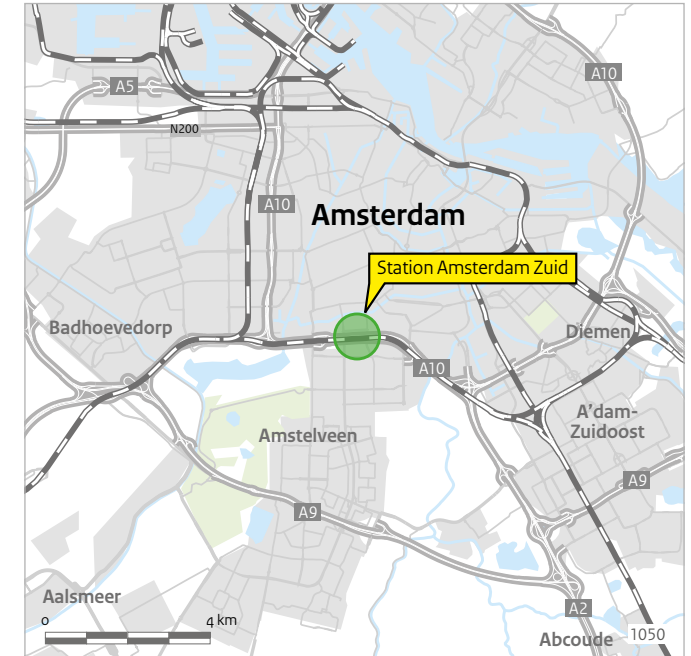 A10
A5
N200
A10
Amsterdam
Station Amsterdam Zuid
Badhoevedorp
Diemen
A10
A'dam-
Zuidoost
Amstelveen
A9
A9
Aalsmeer
0 4 km
A2
1050
Abcoude